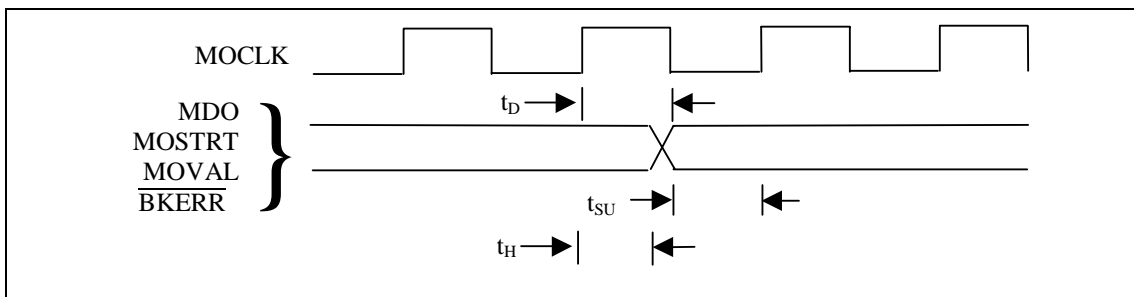 MOCLK
tD
MDO
MOSTRT
MOVAL
BKERR
tSU
tH